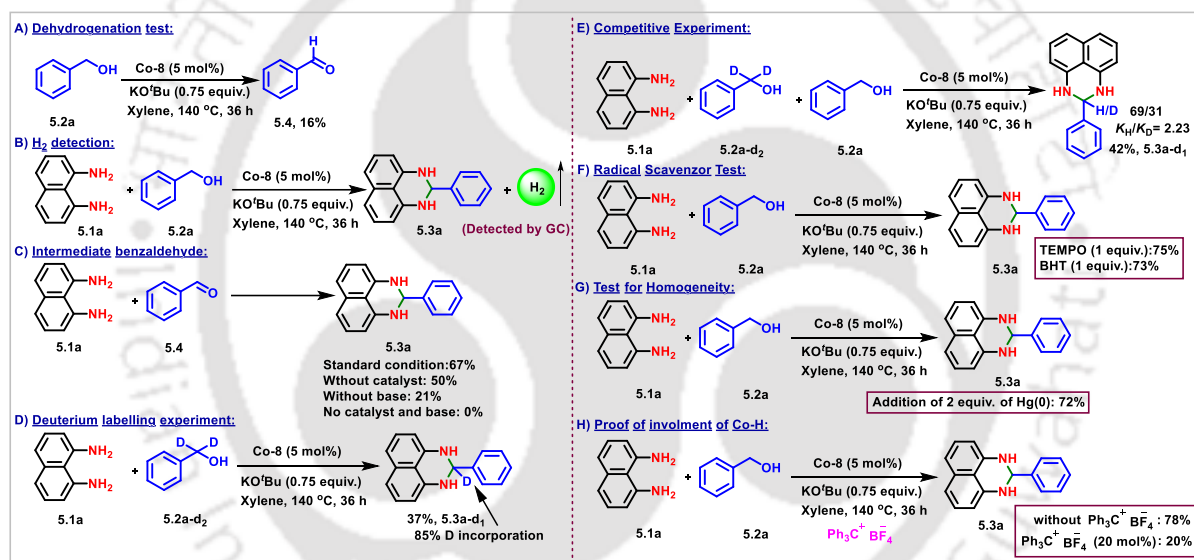 A) Dehydrogenation test:
OH
Co-8 (5 mol%)
KOᵗBu (0.75 equiv.)
Xylene, 140 ºC, 36 h
H
O
5.2a
5.4, 16%
B) H₂ detection:
NH₂
NH₂
+
OH
Co-8 (5 mol%)
KOᵗBu (0.75 equiv.)
Xylene, 140 ºC, 36 h
NH
NH
+
H₂
5.1a
5.2a
5.3a
(Detected by GC)
C) Intermediate benzaldehyde:
NH₂
NH₂
+
O
NH
NH
5.1a
5.4
5.3a
Standard condition:67%
Without catalyst: 50%
Without base: 21%
No catalyst and base: 0%
D) Deuterium labelling experiment:
NH₂
NH₂
+
D D
OH
Co-8 (5 mol%)
KOᵗBu (0.75 equiv.)
Xylene, 140 ºC, 36 h
NH
NH
D
5.1a
5.2a-d₂
37%, 5.3a-d₁
85% D incorporation
E) Competitive Experiment:
NH₂
NH₂
+
D D
OH
+
OH
Co-8 (5 mol%)
KOᵗBu (0.75 equiv.)
Xylene, 140 ºC, 36 h
HN NH
H/D
69/31
K_H/K_D= 2.23
42%, 5.3a-d₁
5.1a
5.2a-d₂
5.2a
F) Radical Scavenzor Test:
NH₂
NH₂
+
OH
Co-8 (5 mol%)
KOᵗBu (0.75 equiv.)
Xylene, 140 ºC, 36 h
NH
NH
5.1a
5.2a
5.3a
TEMPO (1 equiv.):75%
BHT (1 equiv.):73%
G) Test for Homogeneity:
NH₂
NH₂
+
OH
Co-8 (5 mol%)
KOᵗBu (0.75 equiv.)
Xylene, 140 ºC, 36 h
NH
NH
5.1a
5.2a
5.3a
Addition of 2 equiv. of Hg(0): 72%
H) Proof of involment of Co-H:
NH₂
NH₂
+
OH
Co-8 (5 mol%)
KOᵗBu (0.75 equiv.)
Xylene, 140 ºC, 36 h
Ph₃C⁺ BF₄⁻
NH
NH
5.1a
5.2a
5.3a
without Ph₃C⁺ BF₄⁻ : 78%
Ph₃C⁺ BF₄⁻ (20 mol%): 20%